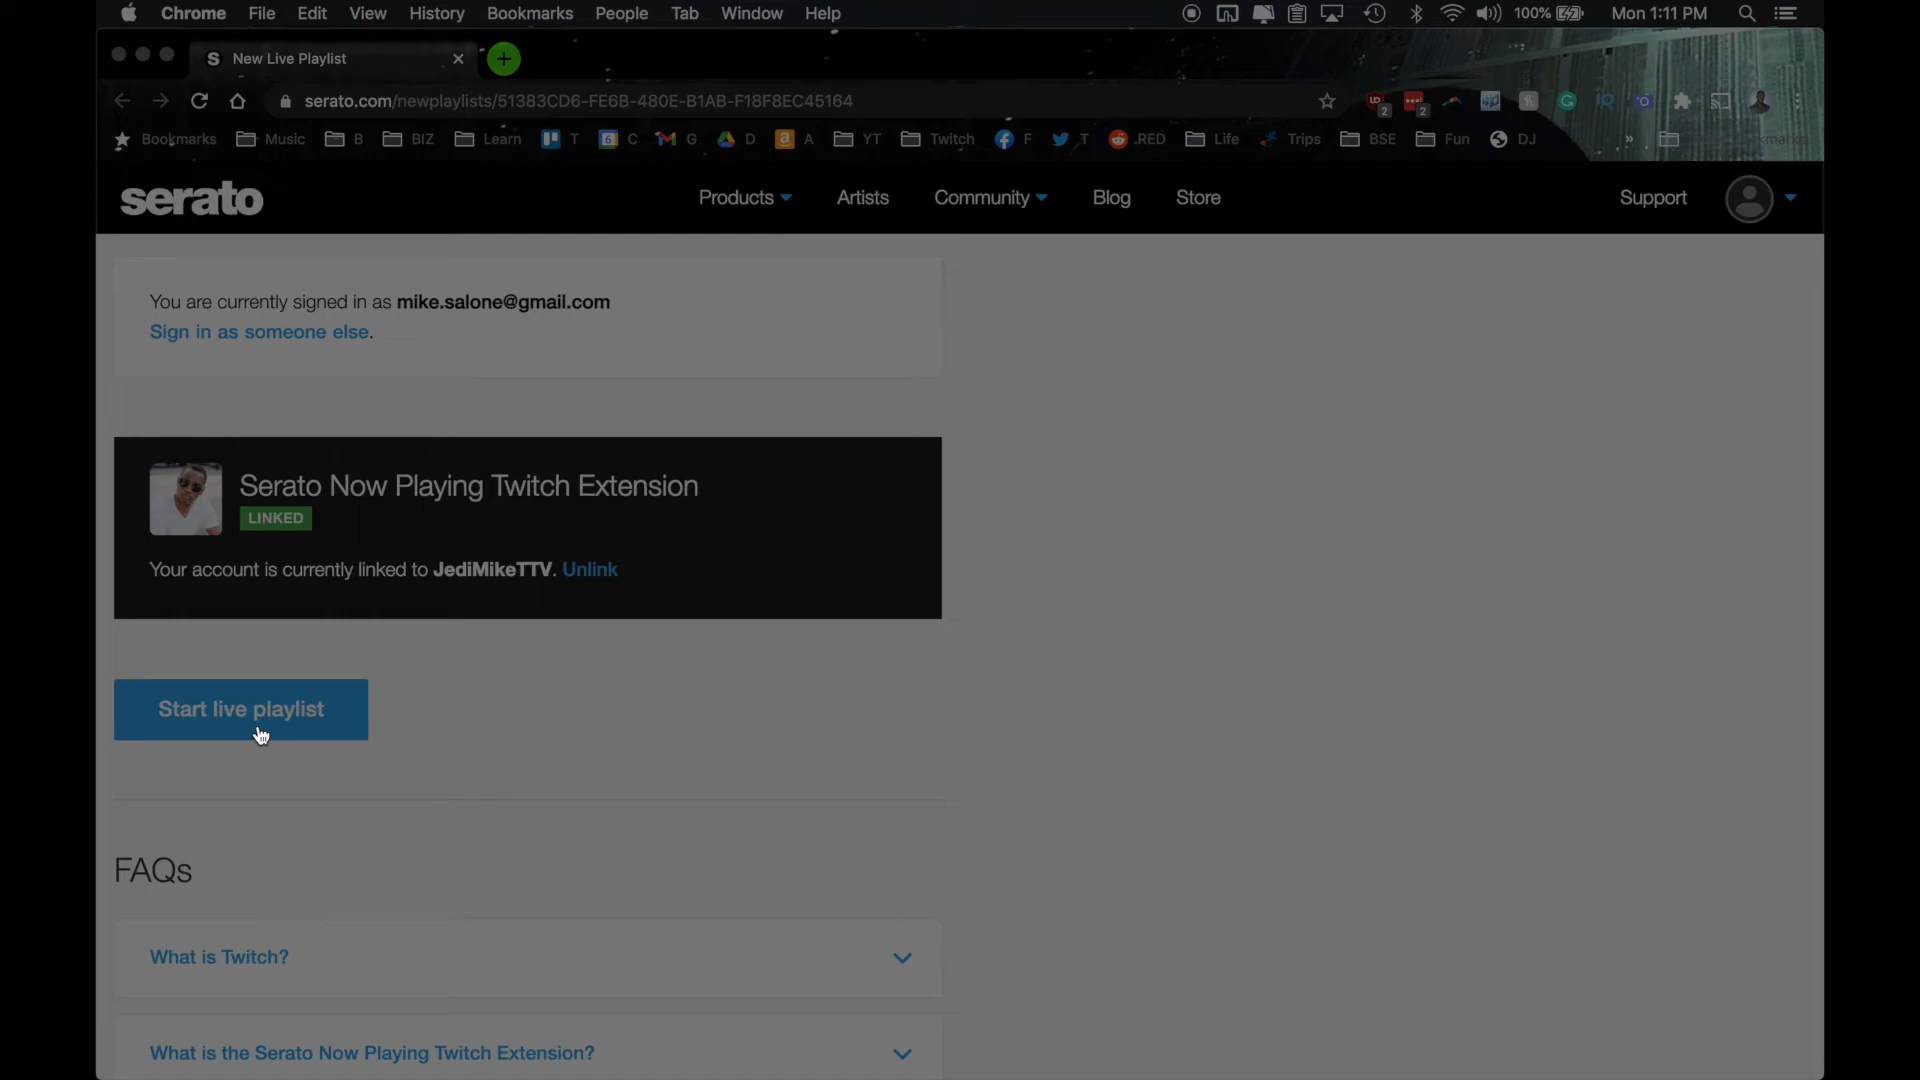 Chrome File Edit View History Bookmarks People Tab Window Help 100% Mon 1:11 PM
New Live Playlist
serato.com/newplaylists/51383CD6-FE6B-480E-B1AB-F18F8EC45164 2 2
Bookmarks Music B BIZ Learn T 6 C G D a A YT Twitch F T .RED Life Trips BSE Fun DJ »
serato Products Artists Community Blog Store Support
You are currently signed in as mike.salone@gmail.com
Sign in as someone else.
Serato Now Playing Twitch Extension
LINKED
Your account is currently linked to JediMikeTTV. Unlink
Start live playlist
FAQs
What is Twitch?
What is the Serato Now Playing Twitch Extension?